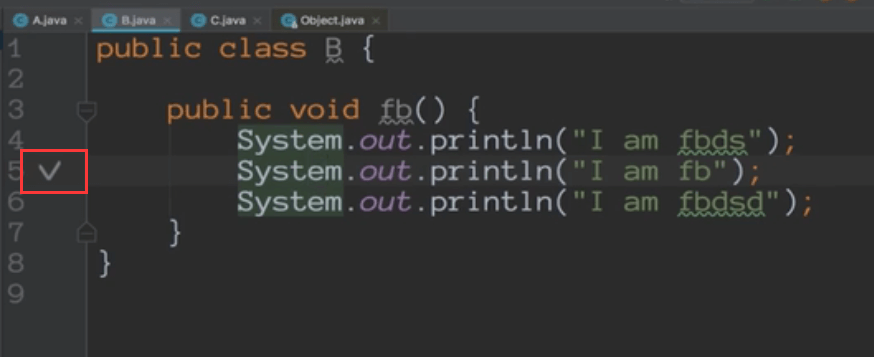 A.java B.java C.java Object.java
1 public class B {
2
3 public void fb() {
4 System.out.println("I am fbds");
5 System.out.println("I am fb");
6 System.out.println("I am fbdsd");
7 }
8 }
9